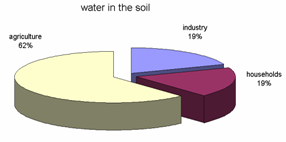 water in the soil
industry
19%
agriculture
62%
households
19%